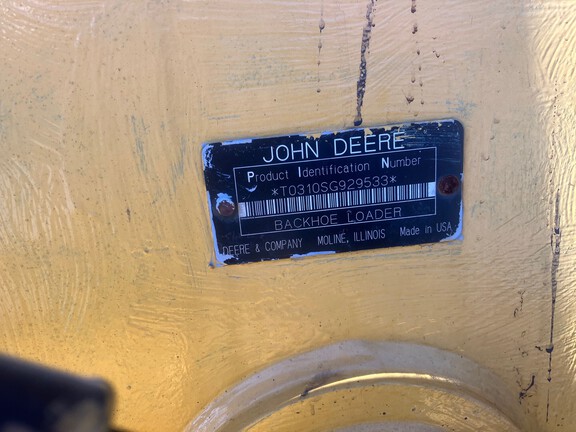 JOHN DEERE
Product Identification Number
*T0310SG929533*
BACKHOE LOADER
DEERE & COMPANY MOLINE, ILLINOIS Made in USA